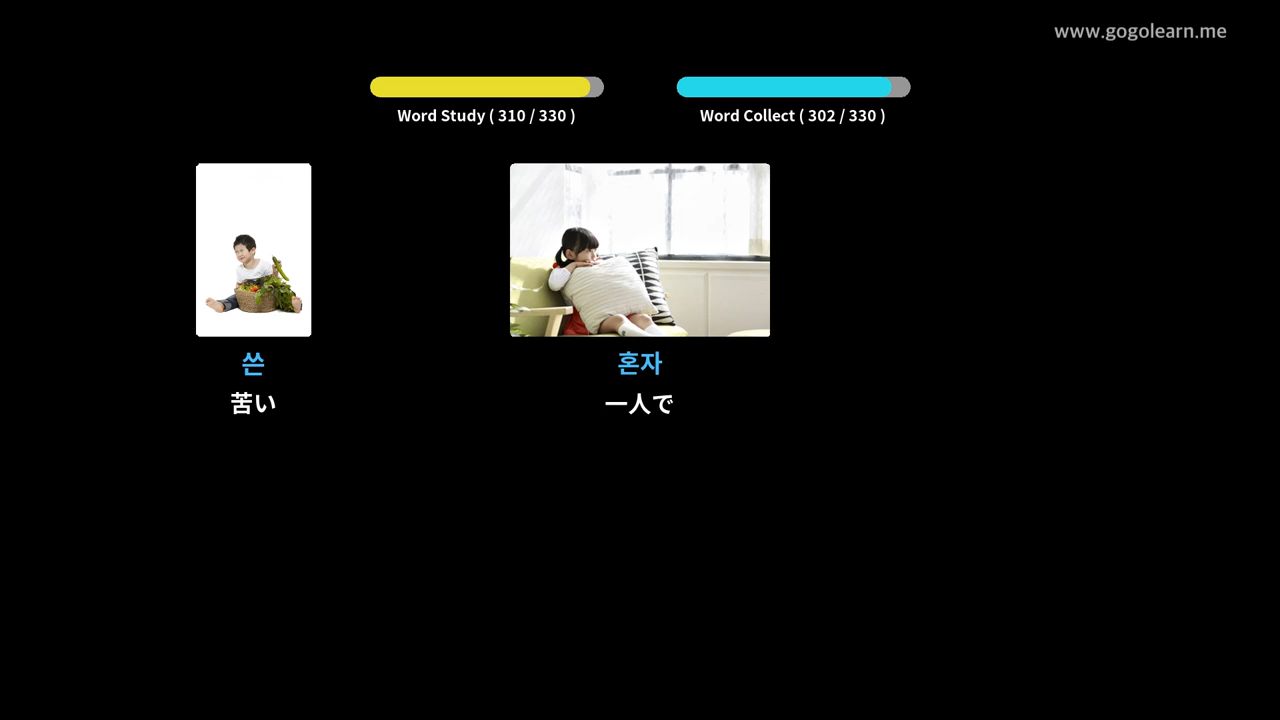 www.gogolearn.me
Word Study ( 310 / 330 )
Word Collect ( 302 / 330 )
쓴
苦い
혼자
一人で